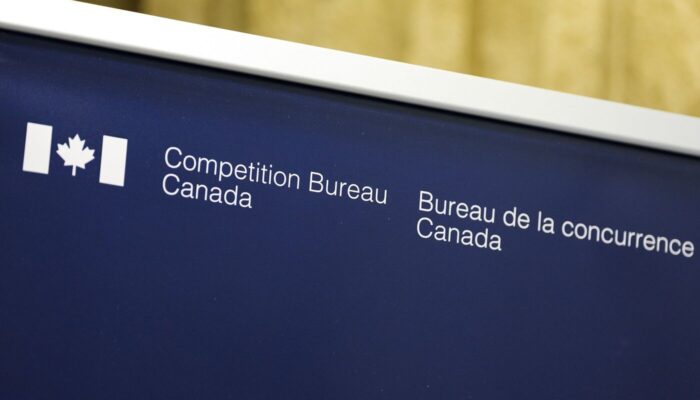 Competition Bureau
Canada
Bureau de la concurrence
Canada